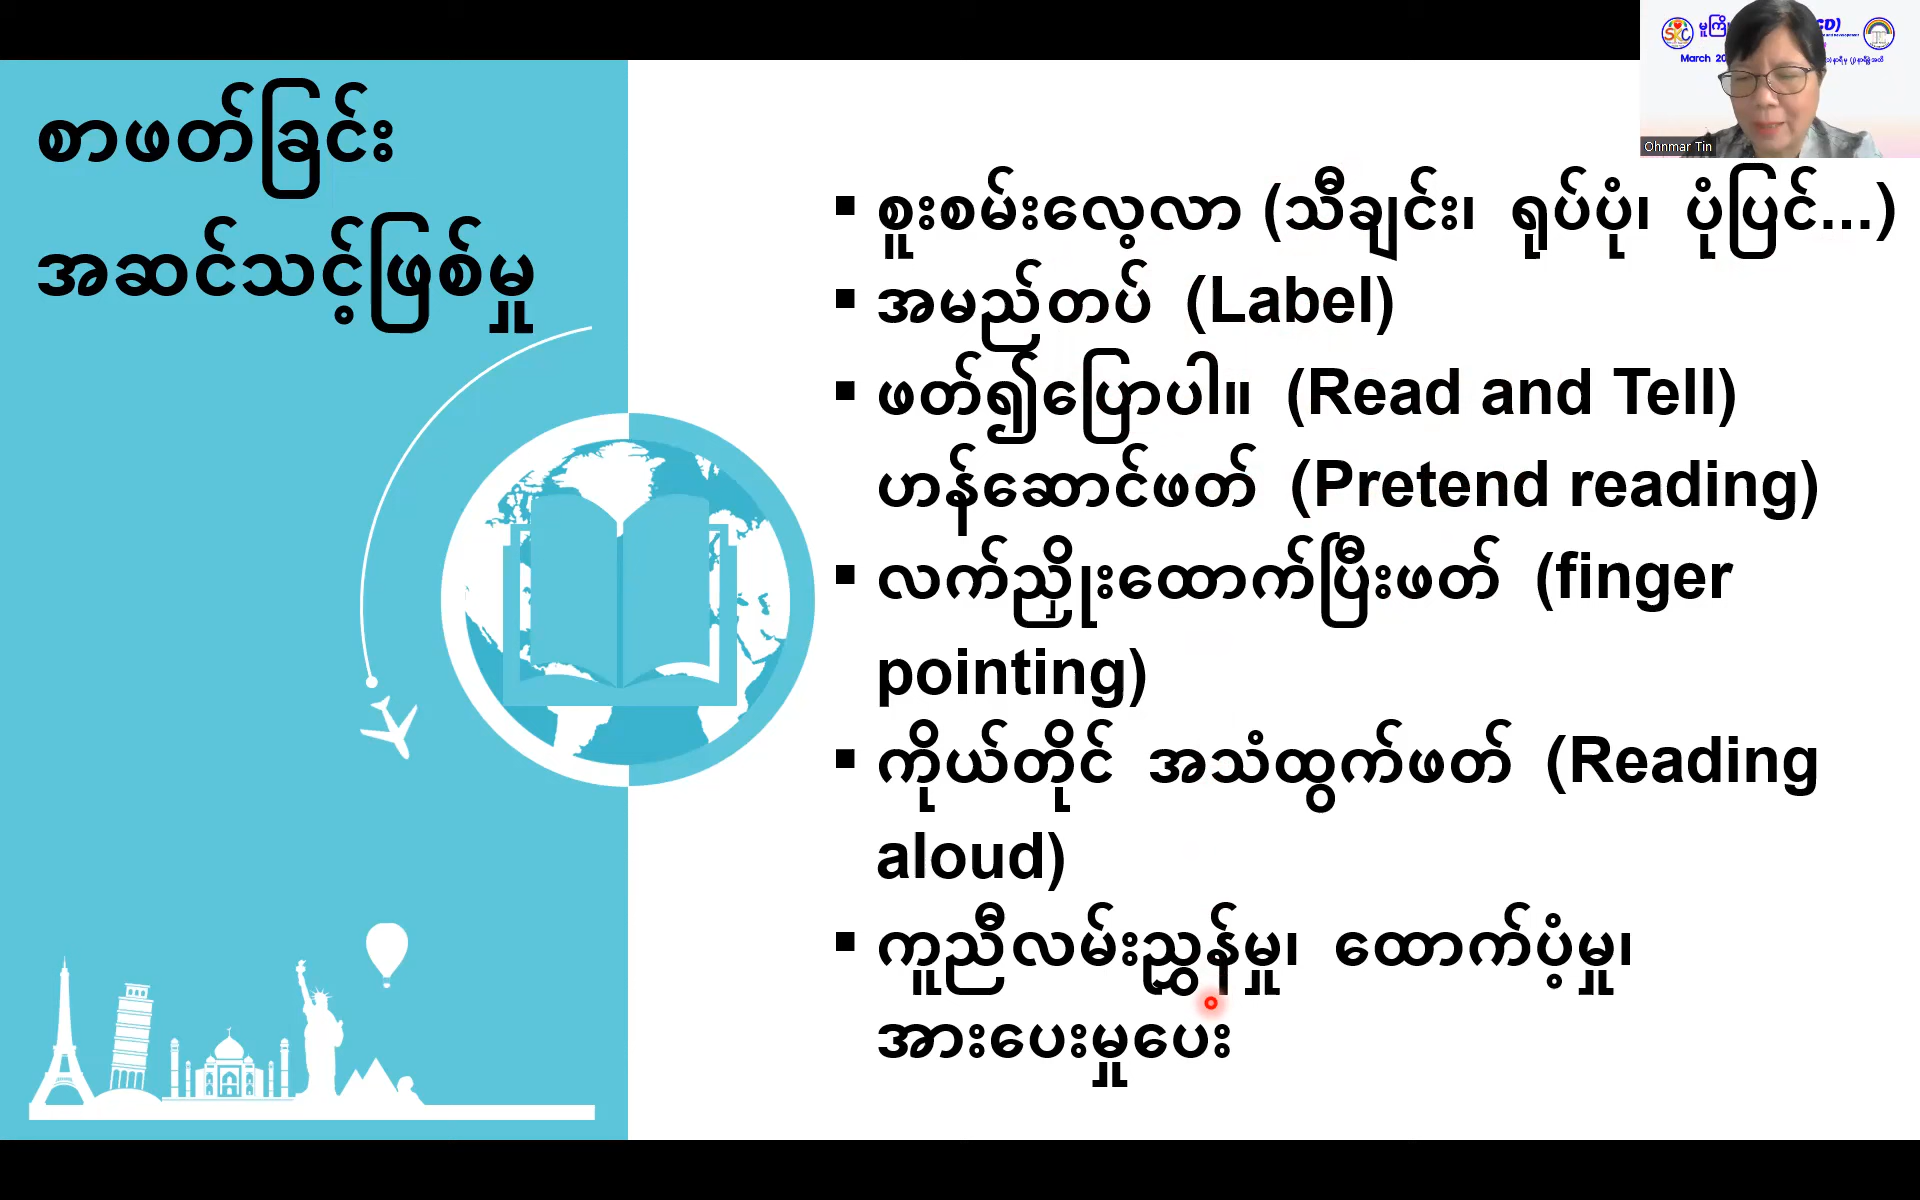 စာဖတ်ခြင်း
အဆင်သင့်ဖြစ်မှု
▪ စူးစမ်းလေ့လာ (သီချင်း၊ ရုပ်ပုံ၊ ပုံပြင်...)
▪ အမည်တပ် (Label)
▪ ဖတ်၍ပြောပါ။ (Read and Tell)
ဟန်ဆောင်ဖတ် (Pretend reading)
▪ လက်ညှိုးထောက်ပြီးဖတ် (finger
pointing)
▪ ကိုယ်တိုင် အသံထွက်ဖတ် (Reading
aloud)
▪ ကူညီလမ်းညွှန်မှု၊ ထောက်ပံ့မှု၊
အားပေးမှုပေး
SKC
CD)
March 20
Ohnmar Tin